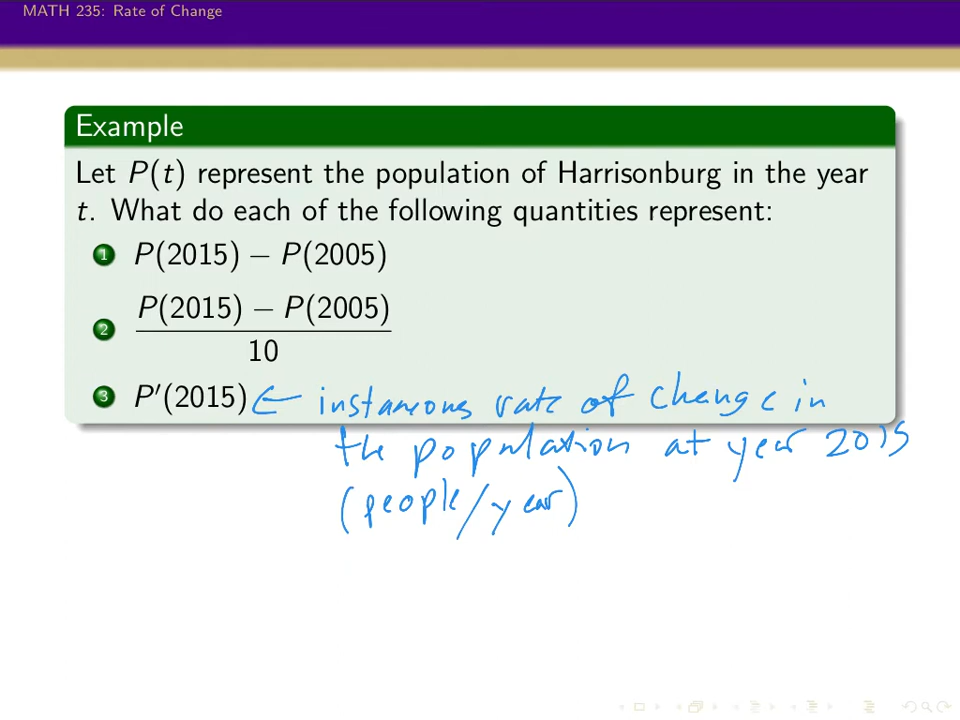 MATH 235: Rate of Change
Example
Let P(t) represent the population of Harrisonburg in the year
t. What do each of the following quantities represent:
1 P(2015) − P(2005)
2 P(2015) − P(2005)
10
3 P′(2015) ← instaneous rate of change in
the population at year 2015
(people/year)